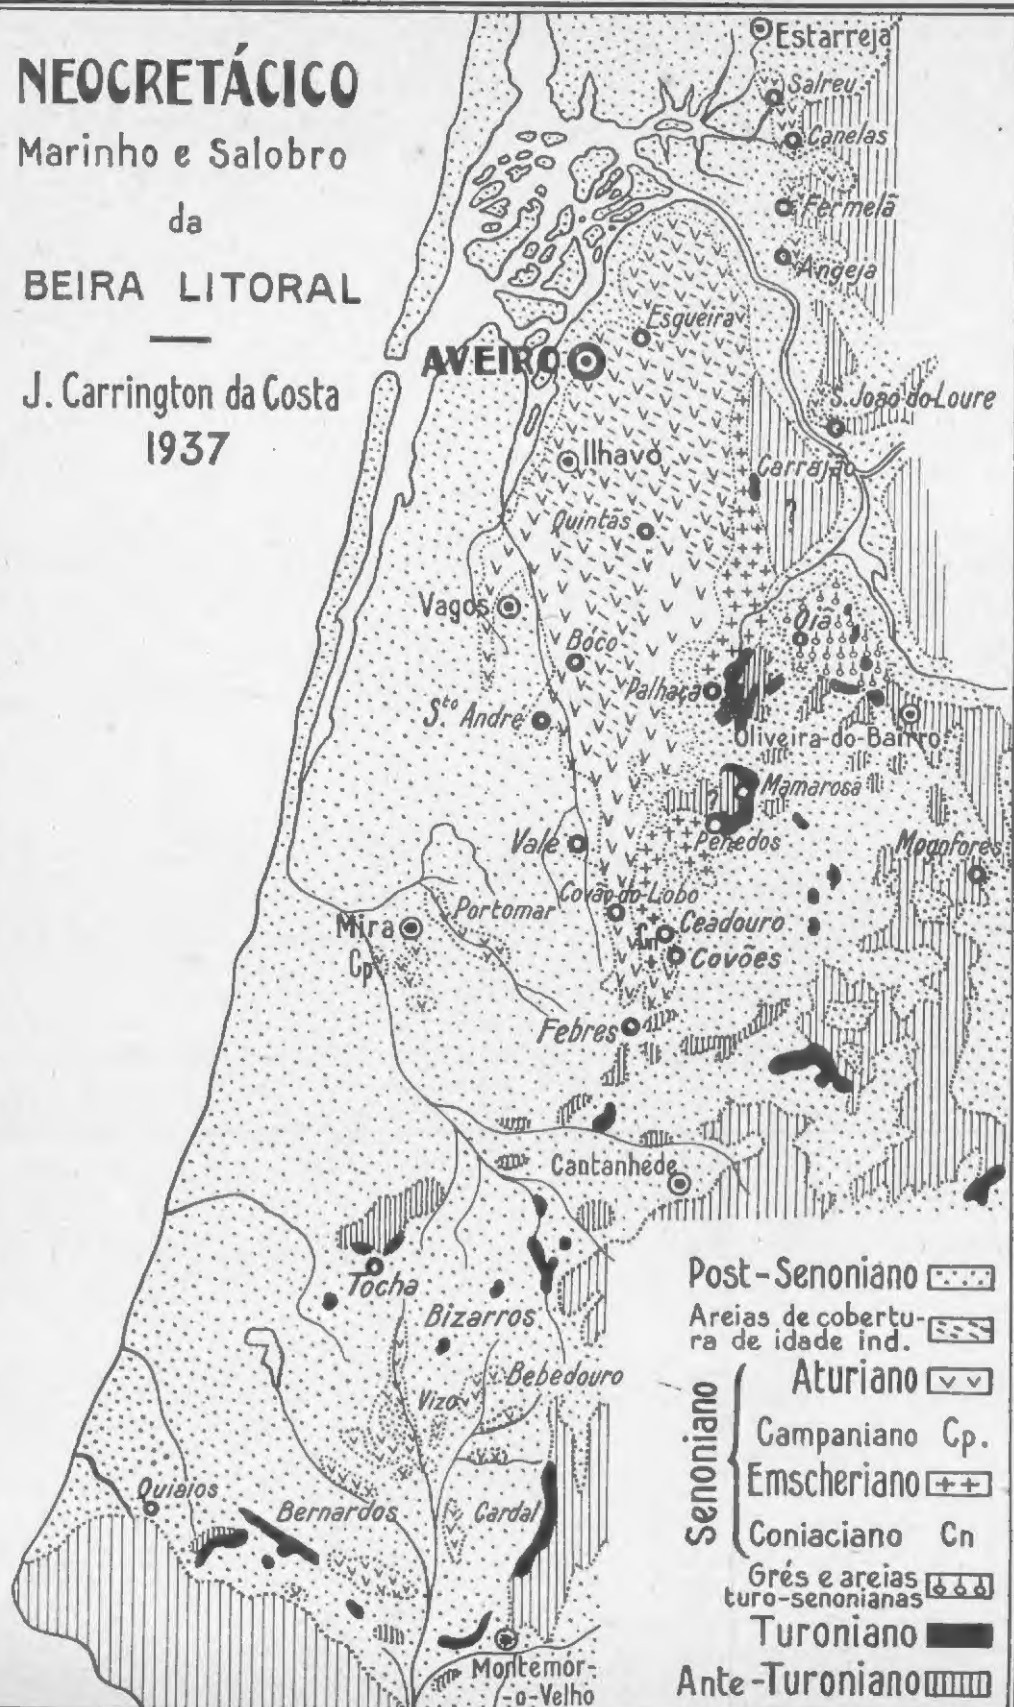 NEOCRETÁCICO
Marinho e Salobro
da
BEIRA LITORAL
J. Carrington da Costa
1937
Estarreja
Salreu
Canelas
Fermelã
Angeja
Esgueira
AVEIRO
S. João-do-Loure
Ilhavo
Carrajão
?
Quintãs
Vagos
Oiã
Boco
Palhaça
Sto André
Oliveira-do-Bairro
?
Mamarosa
Penedos
Vale
Mogofores
Covão-do-Lobo
Portomar
Mira
Cn
Ceadouro
Cp
Covões
Febres
Cantanhede
Tocha
Bizarros
Bebedouro
Vizo
Quiaios
Bernardos
Cardal
Montemór-
-o-Velho
Post-Senoniano
Areias de cobertu-
ra de idade ind.
Senoniano
Aturiano
Campaniano Cp.
Emscheriano
Coniaciano Cn
Grés e areias
turo-senonianas
Turoniano
Ante-Turoniano